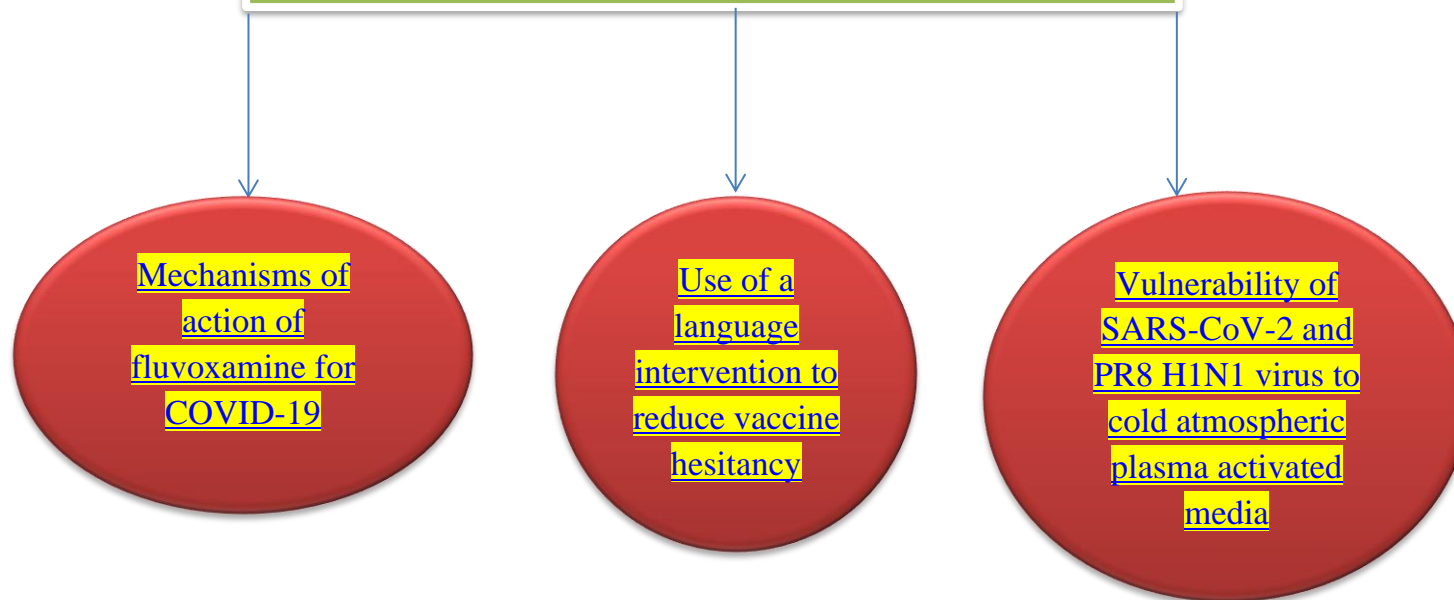 Mechanisms of
action of
fluvoxamine for
COVID-19
Use of a
language
intervention to
reduce vaccine
hesitancy
Vulnerability of
SARS-CoV-2 and
PR8 H1N1 virus to
cold atmospheric
plasma activated
media